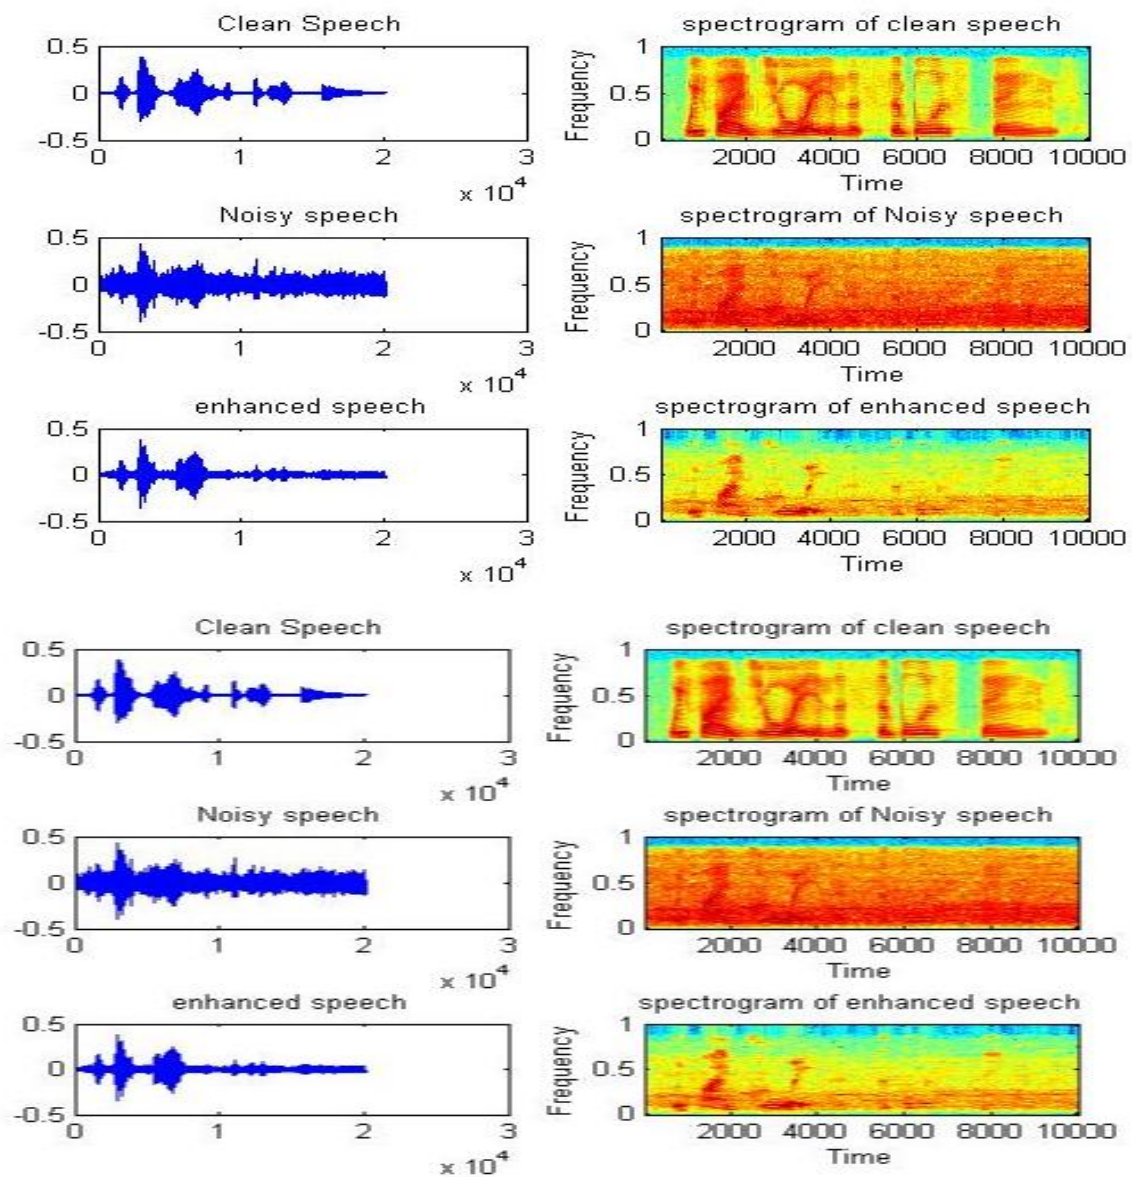 Clean Speech
0.5
0
-0.5
0 1 2 3
x 10^4
spectrogram of clean speech
Frequency
1
0.5
0
2000 4000 6000 8000 10000
Time
Noisy speech
0.5
0
-0.5
0 1 2 3
x 10^4
spectrogram of Noisy speech
Frequency
1
0.5
0
2000 4000 6000 8000 10000
Time
enhanced speech
0.5
0
-0.5
0 1 2 3
x 10^4
spectrogram of enhanced speech
Frequency
1
0.5
0
2000 4000 6000 8000 10000
Time
Clean Speech
0.5
0
-0.5
0 1 2 3
x 10^4
spectrogram of clean speech
Frequency
1
0.5
0
2000 4000 6000 8000 10000
Time
Noisy speech
0.5
0
-0.5
0 1 2 3
x 10^4
spectrogram of Noisy speech
Frequency
1
0.5
0
2000 4000 6000 8000 10000
Time
enhanced speech
0.5
0
-0.5
0 1 2 3
x 10^4
spectrogram of enhanced speech
Frequency
1
0.5
0
2000 4000 6000 8000 10000
Time